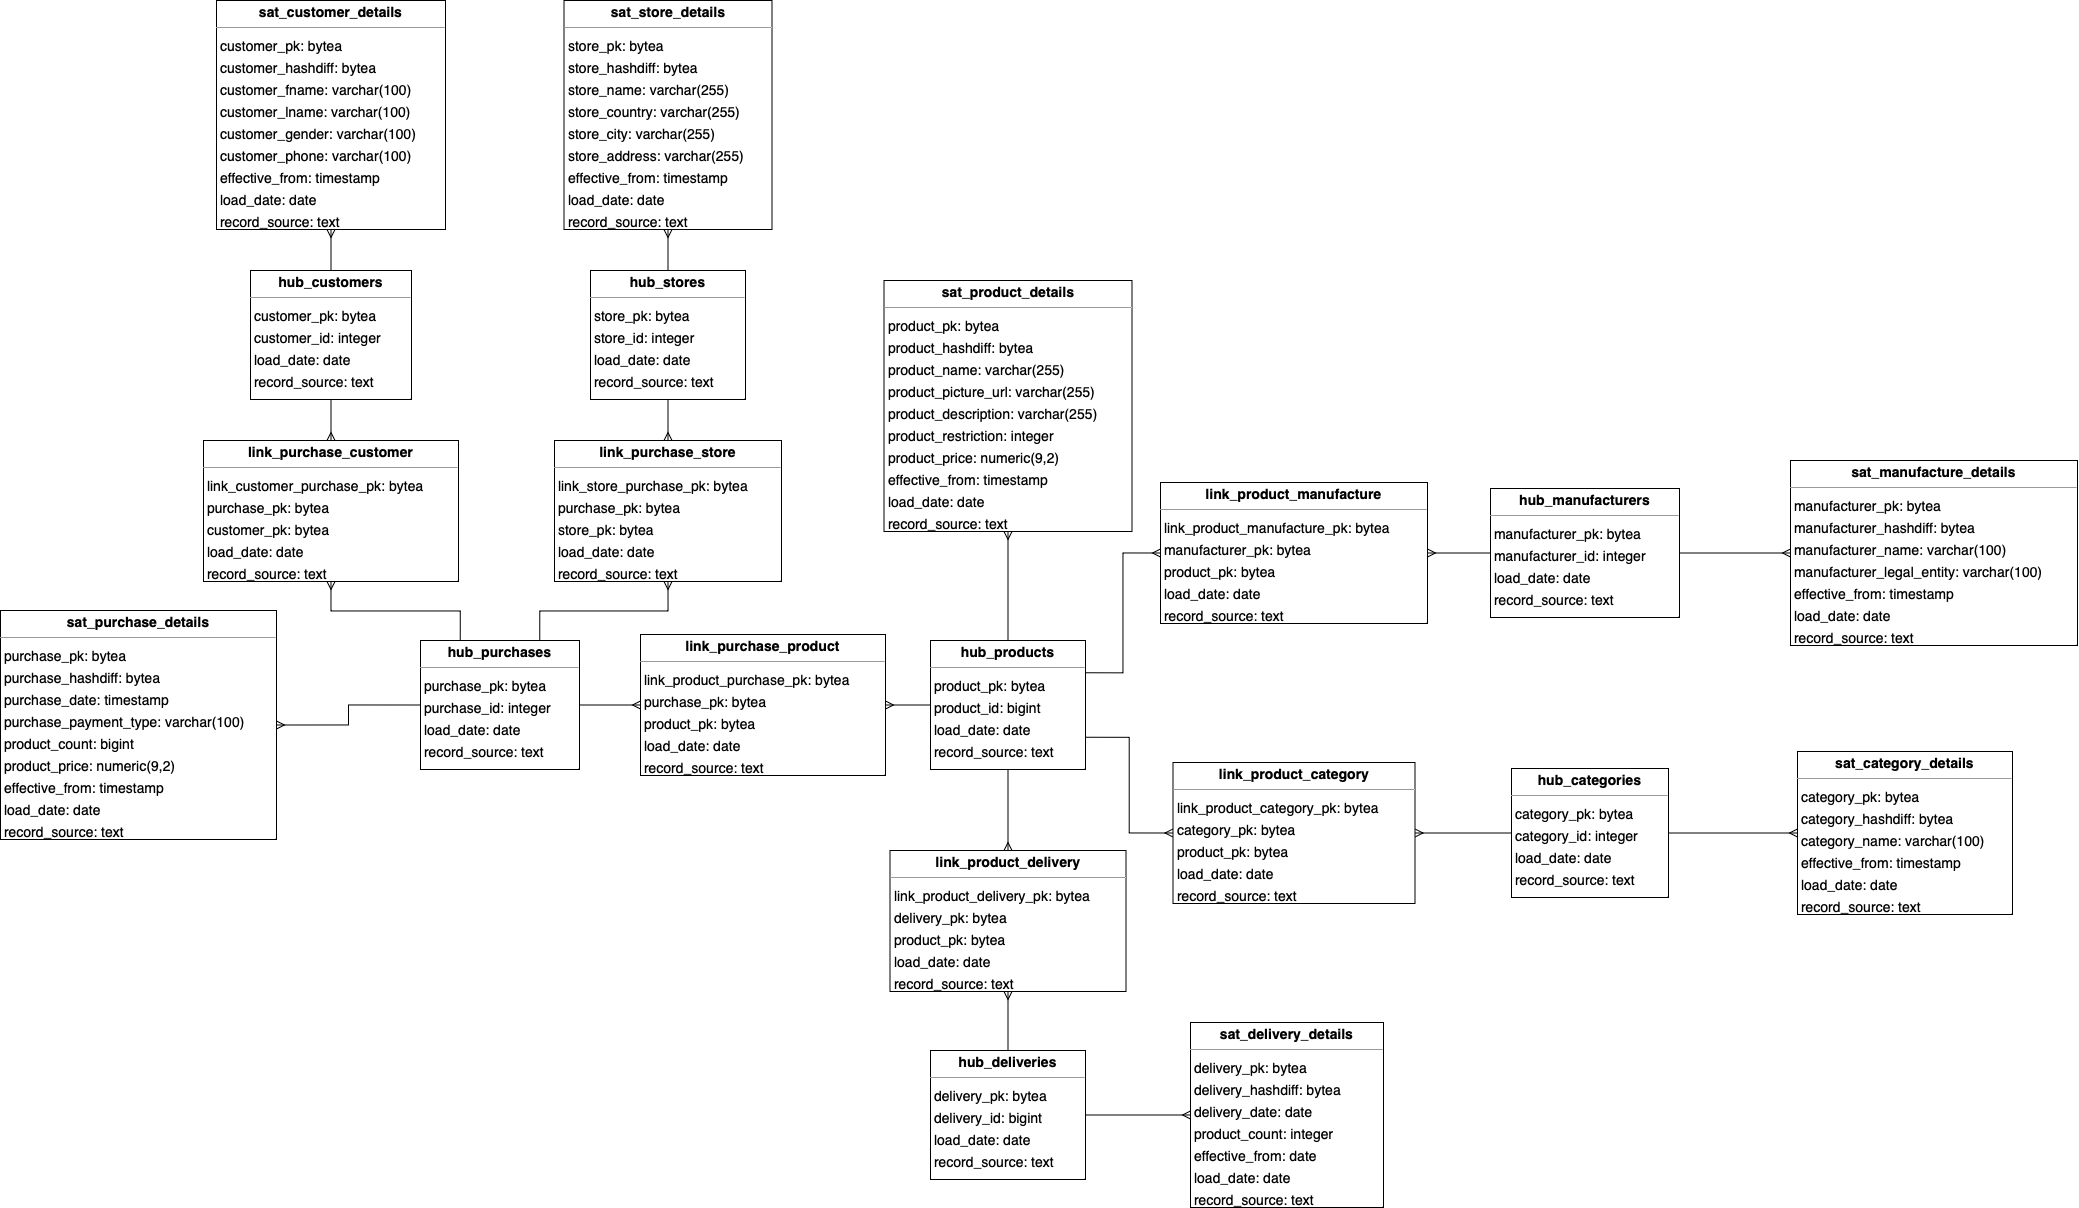 sat_customer_details
customer_pk: bytea
customer_hashdiff: bytea
customer_fname: varchar(100)
customer_lname: varchar(100)
customer_gender: varchar(100)
customer_phone: varchar(100)
effective_from: timestamp
load_date: date
record_source: text
sat_store_details
store_pk: bytea
store_hashdiff: bytea
store_name: varchar(255)
store_country: varchar(255)
store_city: varchar(255)
store_address: varchar(255)
effective_from: timestamp
load_date: date
record_source: text
hub_customers
customer_pk: bytea
customer_id: integer
load_date: date
record_source: text
hub_stores
store_pk: bytea
store_id: integer
load_date: date
record_source: text
sat_product_details
product_pk: bytea
product_hashdiff: bytea
product_name: varchar(255)
product_picture_url: varchar(255)
product_description: varchar(255)
product_restriction: integer
product_price: numeric(9,2)
effective_from: timestamp
load_date: date
record_source: text
link_purchase_customer
link_customer_purchase_pk: bytea
purchase_pk: bytea
customer_pk: bytea
load_date: date
record_source: text
link_purchase_store
link_store_purchase_pk: bytea
purchase_pk: bytea
store_pk: bytea
load_date: date
record_source: text
link_product_manufacture
link_product_manufacture_pk: bytea
manufacturer_pk: bytea
product_pk: bytea
load_date: date
record_source: text
hub_manufacturers
manufacturer_pk: bytea
manufacturer_id: integer
load_date: date
record_source: text
sat_manufacture_details
manufacturer_pk: bytea
manufacturer_hashdiff: bytea
manufacturer_name: varchar(100)
manufacturer_legal_entity: varchar(100)
effective_from: timestamp
load_date: date
record_source: text
sat_purchase_details
purchase_pk: bytea
purchase_hashdiff: bytea
purchase_date: timestamp
purchase_payment_type: varchar(100)
product_count: bigint
product_price: numeric(9,2)
effective_from: timestamp
load_date: date
record_source: text
hub_purchases
purchase_pk: bytea
purchase_id: integer
load_date: date
record_source: text
link_purchase_product
link_product_purchase_pk: bytea
purchase_pk: bytea
product_pk: bytea
load_date: date
record_source: text
hub_products
product_pk: bytea
product_id: bigint
load_date: date
record_source: text
link_product_category
link_product_category_pk: bytea
category_pk: bytea
product_pk: bytea
load_date: date
record_source: text
hub_categories
category_pk: bytea
category_id: integer
load_date: date
record_source: text
sat_category_details
category_pk: bytea
category_hashdiff: bytea
category_name: varchar(100)
effective_from: timestamp
load_date: date
record_source: text
link_product_delivery
link_product_delivery_pk: bytea
delivery_pk: bytea
product_pk: bytea
load_date: date
record_source: text
hub_deliveries
delivery_pk: bytea
delivery_id: bigint
load_date: date
record_source: text
sat_delivery_details
delivery_pk: bytea
delivery_hashdiff: bytea
delivery_date: date
product_count: integer
effective_from: date
load_date: date
record_source: text